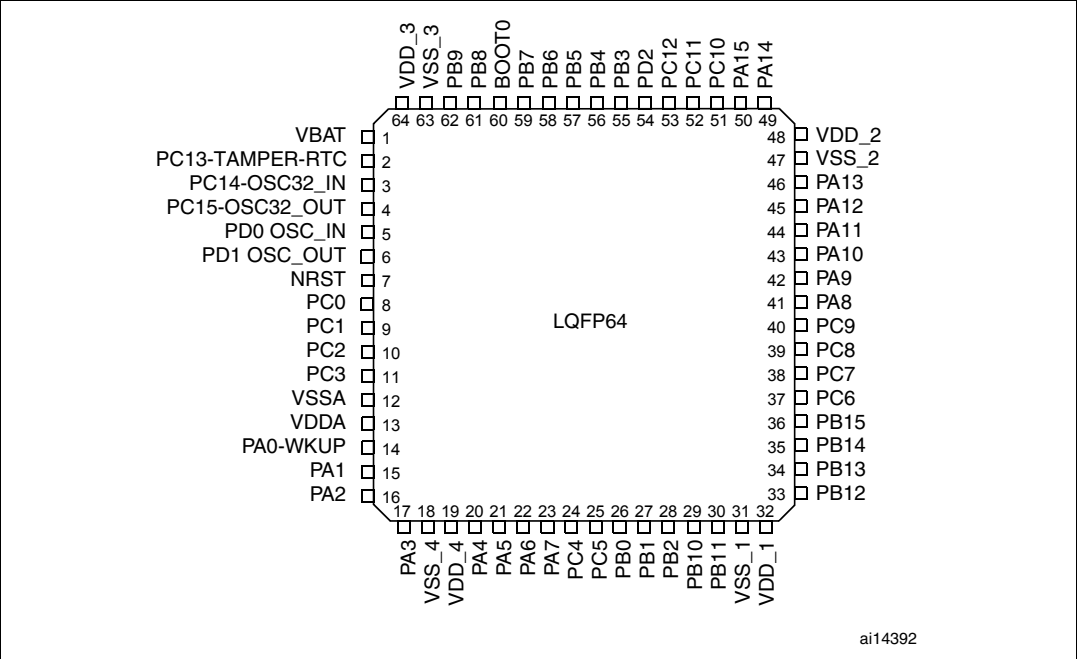 VDD_3
VSS_3
PB9
PB8
BOOT0
PB7
PB6
PB5
PB4
PB3
PD2
PC12
PC11
PC10
PA15
PA14
64 63 62 61 60 59 58 57 56 55 54 53 52 51 50 49
VBAT 1
PC13-TAMPER-RTC 2
PC14-OSC32_IN 3
PC15-OSC32_OUT 4
PD0 OSC_IN 5
PD1 OSC_OUT 6
NRST 7
PC0 8
PC1 9
PC2 10
PC3 11
VSSA 12
VDDA 13
PA0-WKUP 14
PA1 15
PA2 16
LQFP64
48 VDD_2
47 VSS_2
46 PA13
45 PA12
44 PA11
43 PA10
42 PA9
41 PA8
40 PC9
39 PC8
38 PC7
37 PC6
36 PB15
35 PB14
34 PB13
33 PB12
17 18 19 20 21 22 23 24 25 26 27 28 29 30 31 32
PA3
VSS_4
VDD_4
PA4
PA5
PA6
PA7
PC4
PC5
PB0
PB1
PB2
PB10
PB11
VSS_1
VDD_1
ai14392